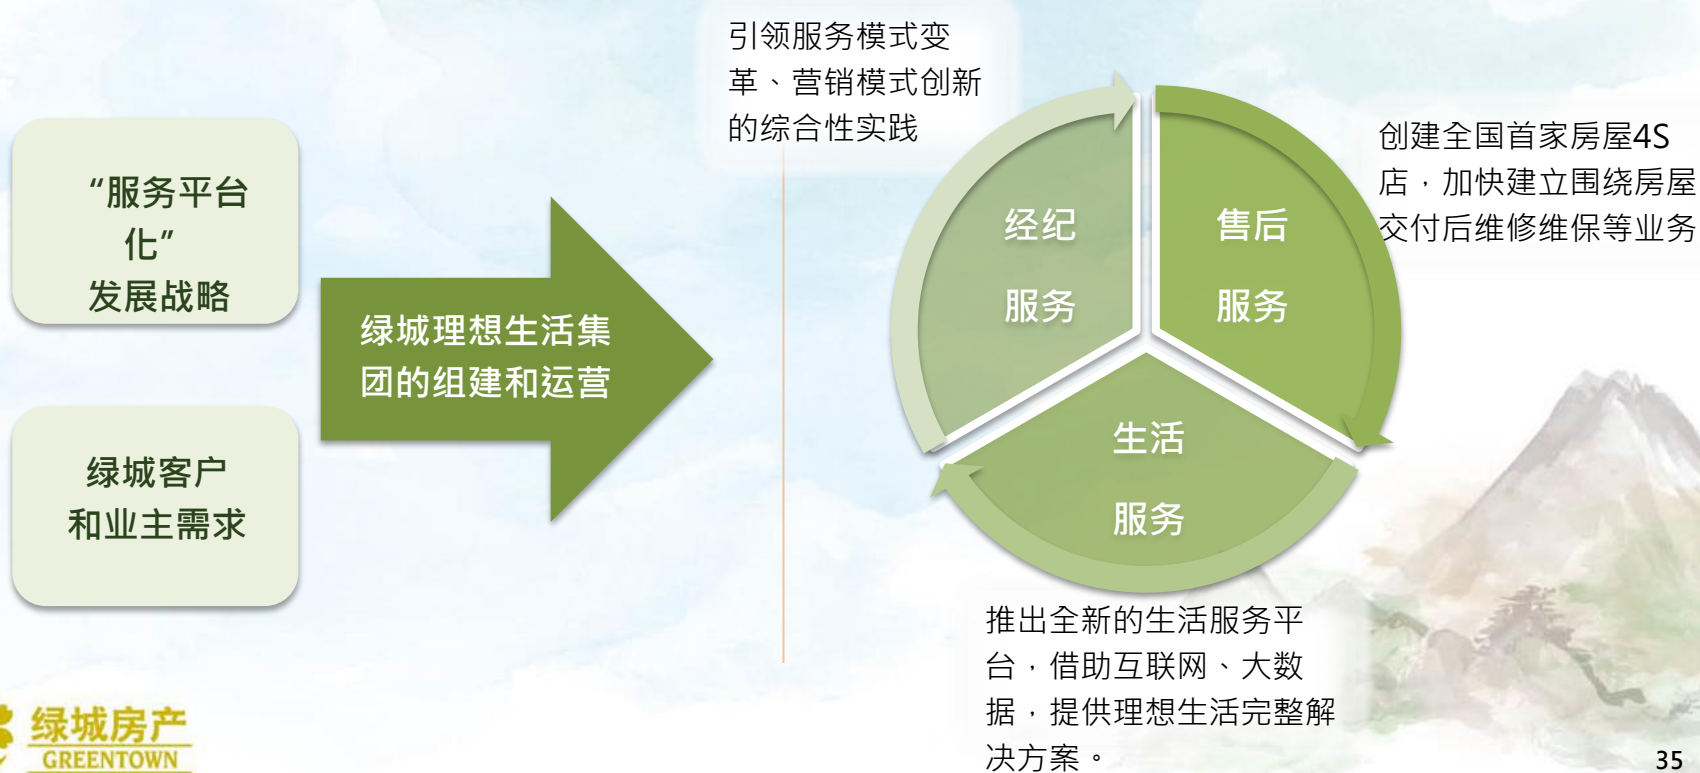 引领服务模式变
革、营销模式创新
的综合性实践
创建全国首家房屋4S
店，加快建立围绕房屋
交付后维修维保等业务
“服务平台
化”
发展战略
绿城客户
和业主需求
绿城理想生活集
团的组建和运营
经纪
服务
售后
服务
生活
服务
推出全新的生活服务平
台，借助互联网、大数
据，提供理想生活完整解
决方案。
绿城房产
GREENTOWN
35